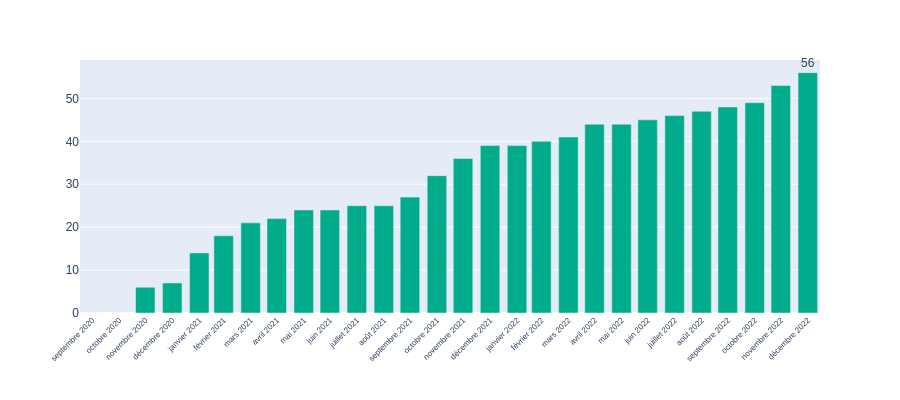 56
50
40
30
20
10
0
septembre 2020
octobre 2020
novembre 2020
décembre 2020
janvier 2021
février 2021
mars 2021
avril 2021
mai 2021
juin 2021
juillet 2021
août 2021
septembre 2021
octobre 2021
novembre 2021
décembre 2021
janvier 2022
février 2022
mars 2022
avril 2022
mai 2022
juin 2022
juillet 2022
août 2022
septembre 2022
octobre 2022
novembre 2022
décembre 2022